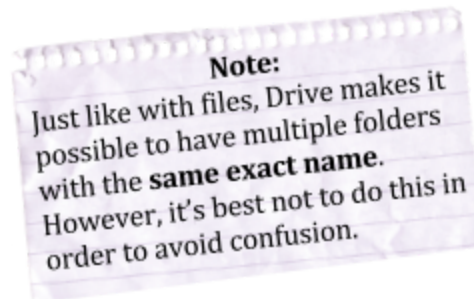 Note:
Just like with files, Drive makes it
possible to have multiple folders
with the same exact name.
However, it's best not to do this in
order to avoid confusion.